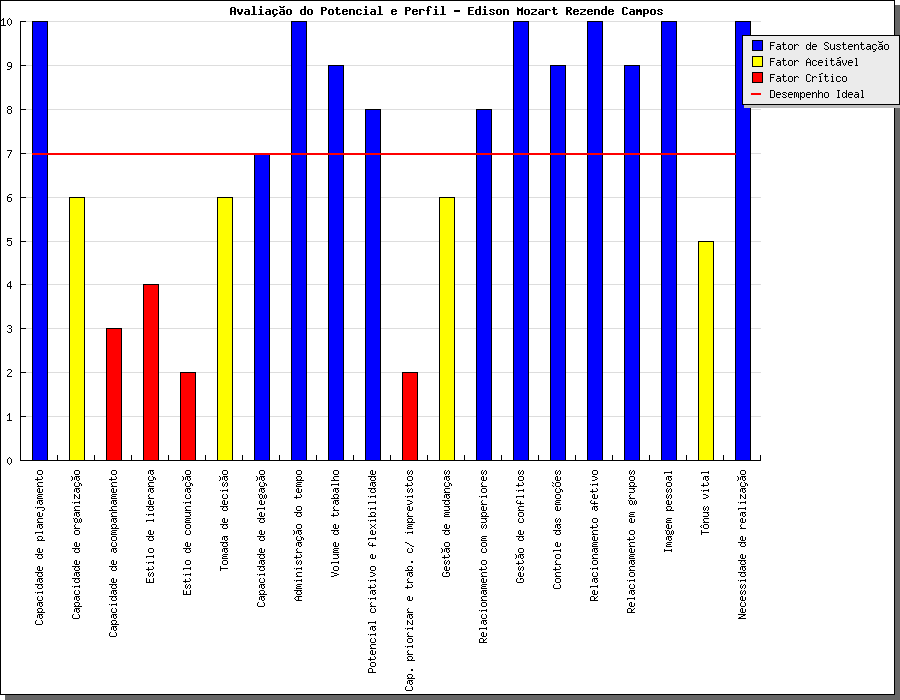 Avaliação do Potencial e Perfil - Edison Mozart Rezende Campos
Fator de Sustentação
Fator Aceitável
Fator Crítico
Desempenho Ideal
10
9
8
7
6
5
4
3
2
1
0
Capacidade de planejamento
Capacidade de organização
Capacidade de acompanhamento
Estilo de liderança
Estilo de comunicação
Tomada de decisão
Capacidade de delegação
Administração do tempo
Volume de trabalho
Potencial criativo e flexibilidade
Cap. priorizar e trab. c/ imprevistos
Gestão de mudanças
Relacionamento com superiores
Gestão de conflitos
Controle das emoções
Relacionamento afetivo
Relacionamento em grupos
Imagem pessoal
Tônus vital
Necessidade de realização